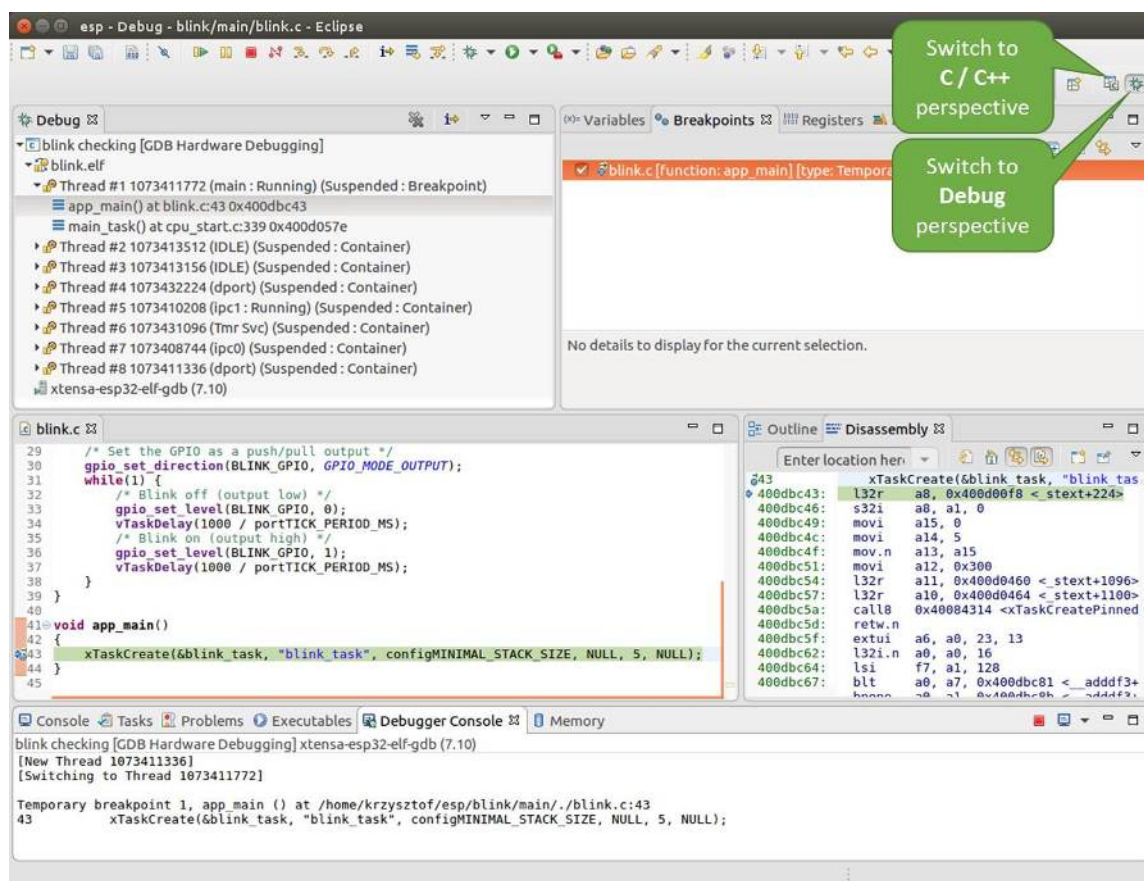 esp - Debug - blink/main/blink.c - Eclipse
Switch to
C / C++
perspective
Debug
blink checking [GDB Hardware Debugging]
blink.elf
Thread #1 1073411772 (main : Running) (Suspended : Breakpoint)
app_main() at blink.c:43 0x400dbc43
main_task() at cpu_start.c:339 0x400d057e
Thread #2 1073413512 (IDLE) (Suspended : Container)
Thread #3 1073413156 (IDLE) (Suspended : Container)
Thread #4 1073432224 (dport) (Suspended : Container)
Thread #5 1073410208 (ipc1 : Running) (Suspended : Container)
Thread #6 1073431096 (Tmr Svc) (Suspended : Container)
Thread #7 1073408744 (ipc0) (Suspended : Container)
Thread #8 1073411336 (dport) (Suspended : Container)
xtensa-esp32-elf-gdb (7.10)
(x)= Variables Breakpoints Registers
blink.c [function: app_main] [type: Tempora
Switch to
Debug
perspective
No details to display for the current selection.
blink.c
29 /* Set the GPIO as a push/pull output */
30 gpio_set_direction(BLINK_GPIO, GPIO_MODE_OUTPUT);
31 while(1) {
32 /* Blink off (output low) */
33 gpio_set_level(BLINK_GPIO, 0);
34 vTaskDelay(1000 / portTICK_PERIOD_MS);
35 /* Blink on (output high) */
36 gpio_set_level(BLINK_GPIO, 1);
37 vTaskDelay(1000 / portTICK_PERIOD_MS);
38 }
39 }
40
41 void app_main()
42 {
43 xTaskCreate(&blink_task, "blink_task", configMINIMAL_STACK_SIZE, NULL, 5, NULL);
44 }
45
Outline Disassembly
Enter location her
43 xTaskCreate(&blink_task, "blink_tas
400dbc43: l32r a8, 0x400d00f8 <_stext+224>
400dbc46: s32i a8, a1, 0
400dbc49: movi a15, 0
400dbc4c: movi a14, 5
400dbc4f: mov.n a13, a15
400dbc51: movi a12, 0x300
400dbc54: l32r a11, 0x400d0460 <_stext+1096>
400dbc57: l32r a10, 0x400d0464 <_stext+1100>
400dbc5a: call8 0x40084314 <xTaskCreatePinned
400dbc5d: retw.n
400dbc5f: extui a6, a0, 23, 13
400dbc62: l32i.n a0, a0, 16
400dbc64: lsi f7, a1, 128
400dbc67: blt a0, a7, 0x400dbc81 <__adddf3+
Console Tasks Problems Executables Debugger Console Memory
blink checking [GDB Hardware Debugging] xtensa-esp32-elf-gdb (7.10)
[New Thread 1073411336]
[Switching to Thread 1073411772]
Temporary breakpoint 1, app_main () at /home/krzysztof/esp/blink/main/./blink.c:43
43 xTaskCreate(&blink_task, "blink_task", configMINIMAL_STACK_SIZE, NULL, 5, NULL);